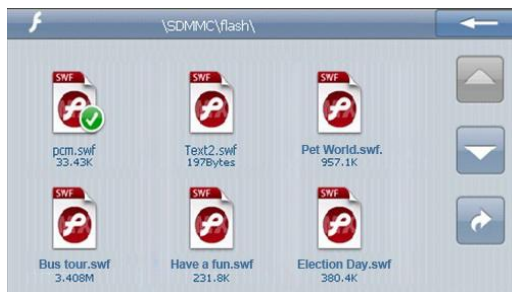 \SDMMC\flash\
SWF SWF SWF
pcm.swf Text2.swf Pet World.swf.
33.43K 197Bytes 957.1K
SWF SWF SWF
Bus tour.swf Have a fun.swf Election Day.swf
3.408M 231.8K 380.4K